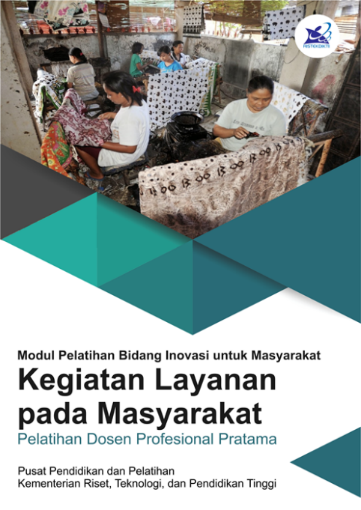 Modul Pelatihan Bidang Inovasi untuk Masyarakat
Kegiatan Layanan
pada Masyarakat
Pelatihan Dosen Profesional Pratama
Pusat Pendidikan dan Pelatihan
Kementerian Riset, Teknologi, dan Pendidikan Tinggi